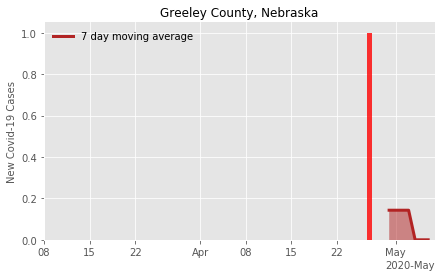 Greeley County, Nebraska
7 day moving average
New Covid-19 Cases
1.0
0.8
0.6
0.4
0.2
0.0
08 15 22 Apr 08 15 22 May
2020-May